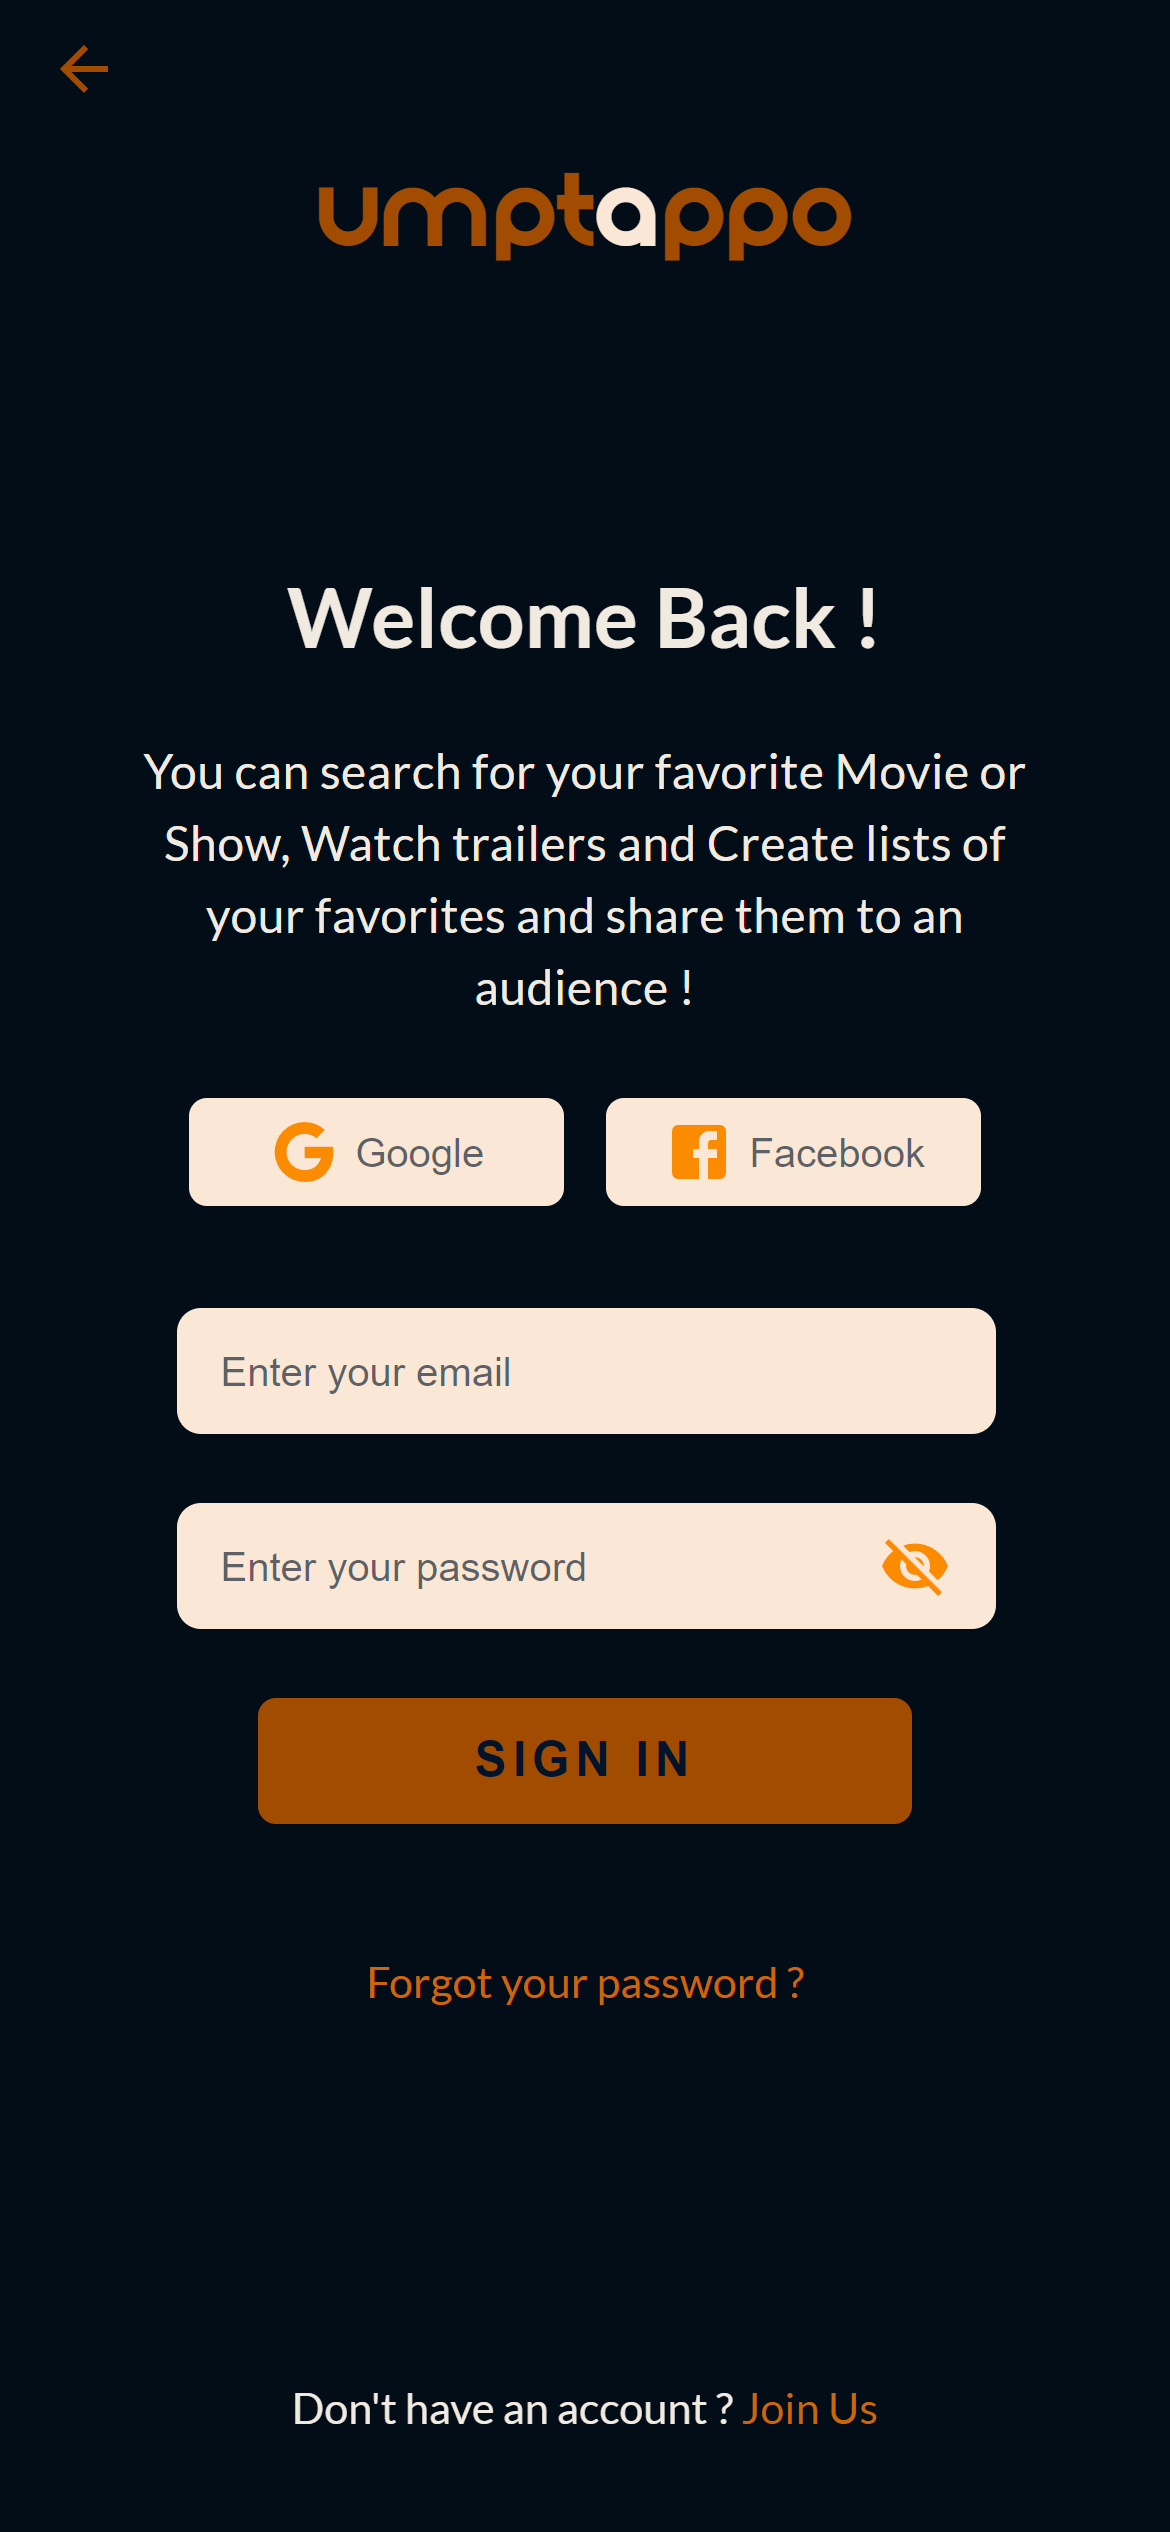 umptappo
Welcome Back !
You can search for your favorite Movie or
Show, Watch trailers and Create lists of
your favorites and share them to an
audience !
Google
Facebook
Enter your email
Enter your password
SIGN IN
Forgot your password ?
Don't have an account ? Join Us